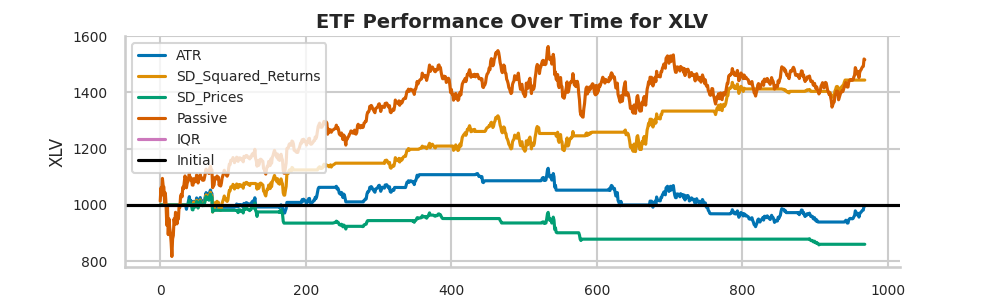 ETF Performance Over Time for XLV
1600
1400
1200
1000
800
XLV
ATR
SD_Squared_Returns
SD_Prices
Passive
IQR
Initial
0 200 400 600 800 1000